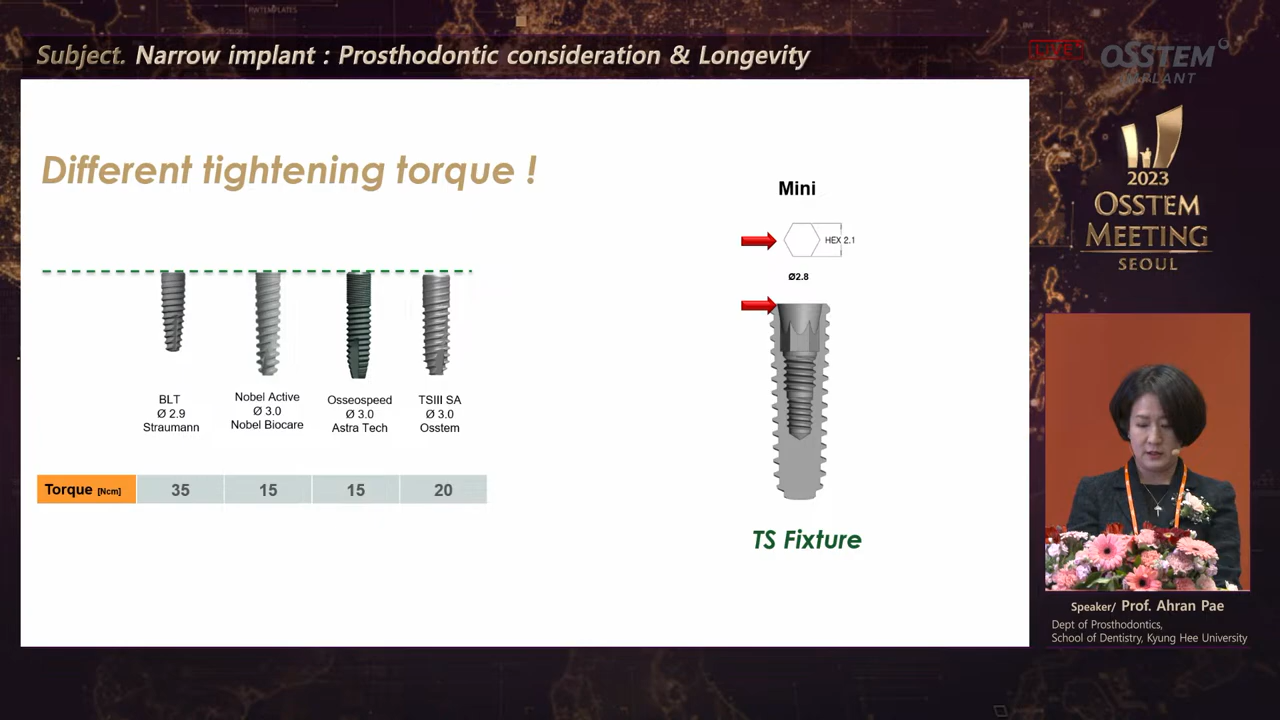 Subject. Narrow implant : Prosthodontic consideration & Longevity
LIVE
OSSTEM
IMPLANT
2023
OSSTEM
MEETING
SEOUL
Different tightening torque !
Mini
HEX 2.1
Ø2.8
BLT
Ø 2.9
Straumann
Nobel Active
Ø 3.0
Nobel Biocare
Osseospeed
Ø 3.0
Astra Tech
TSIII SA
Ø 3.0
Osstem
Torque [Ncm] 35 15 15 20
TS Fixture
Speaker/ Prof. Ahran Pae
Dept of Prosthodontics,
School of Dentistry, Kyung Hee University